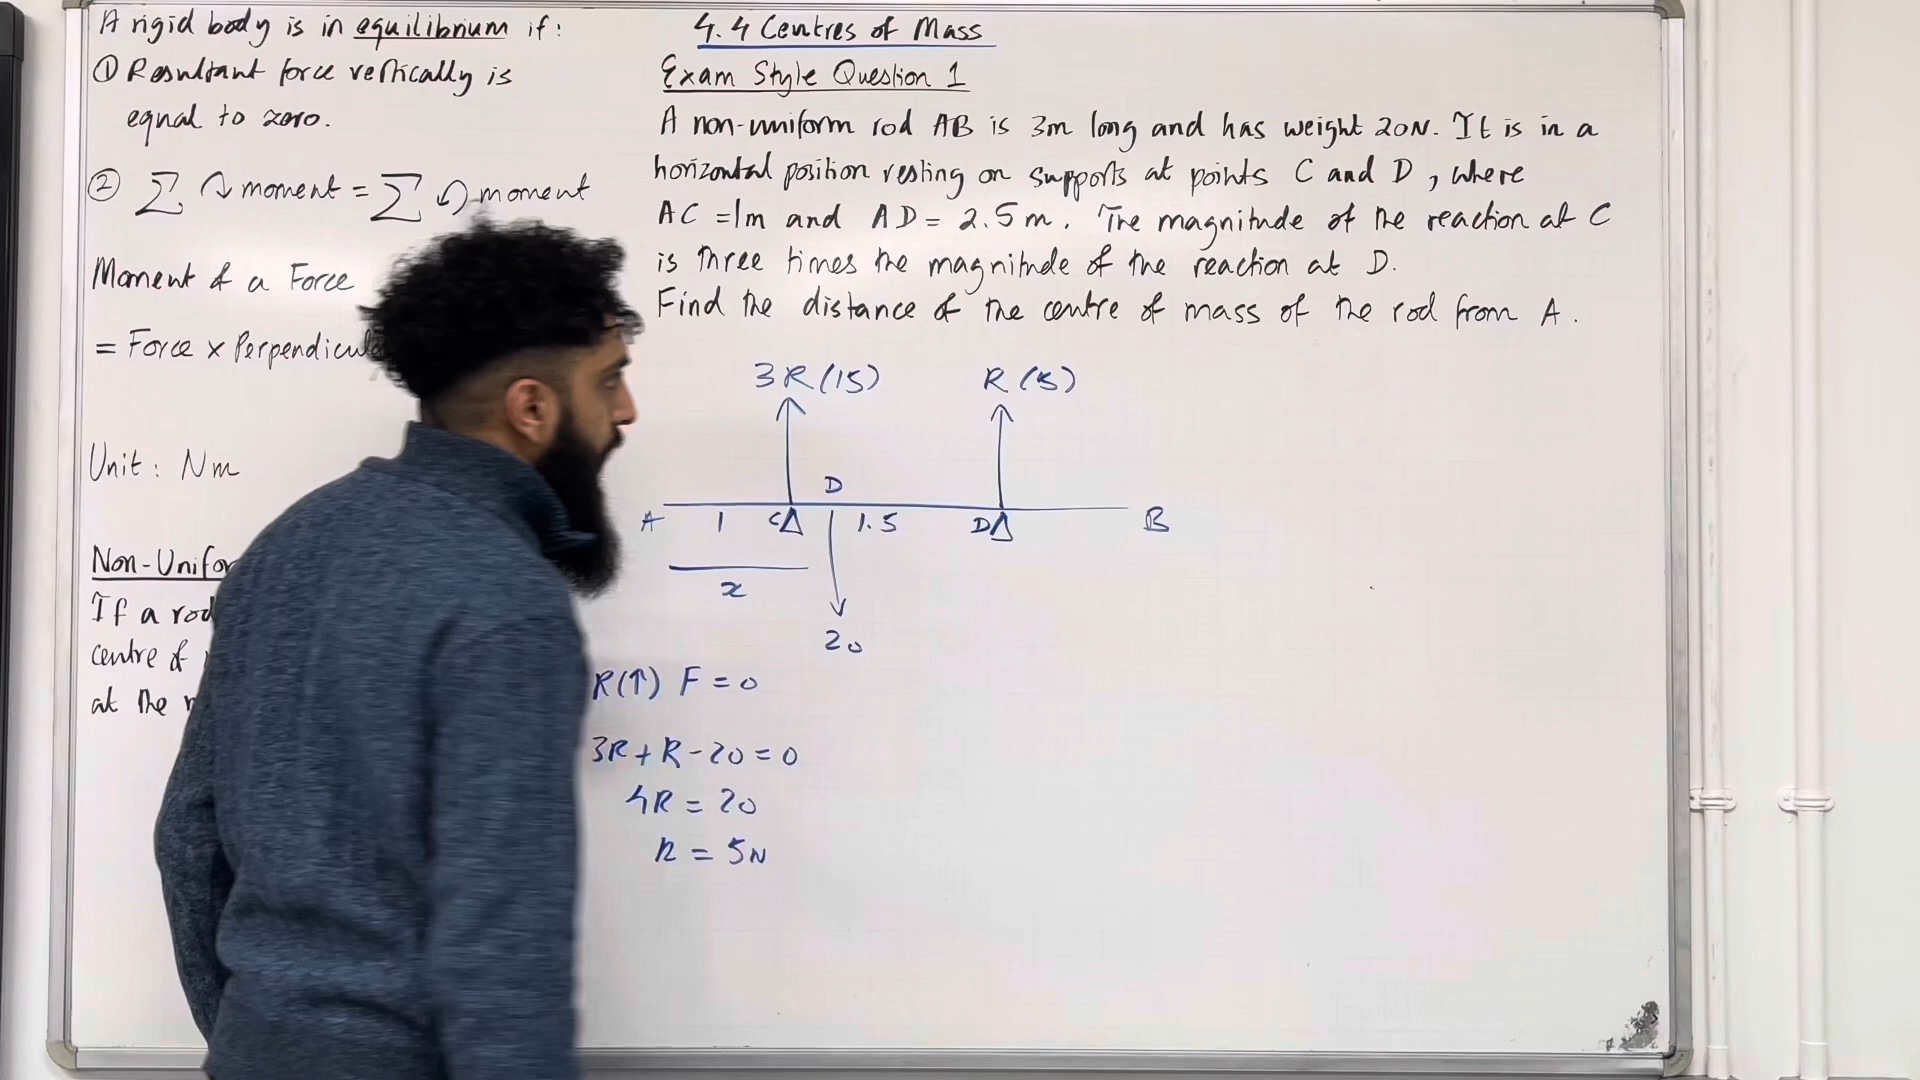 A rigid body is in equilibrium if:
① Resultant force vertically is
equal to zero.
② ∑ ↷ moment = ∑ ↶ moment
Moment of a Force
= Force × 
Unit: Nm
If a rod
centre of
at the
4.4 Centres of Mass
Exam Style Question 1
A non-uniform rod AB is 3m long and has weight 20N. It is in a
horizontal position resting on supports at points C and D, where
AC = 1m and AD = 2.5m. The magnitude of the reaction at C
is three times the magnitude of the reaction at D.
Find the distance of the centre of mass of the rod from A.
3R (15) R (5)
D
A 1 C 1.5 D B
x
20
R(↑) F = 0
3R + R - 20 = 0
4R = 20
R = 5N